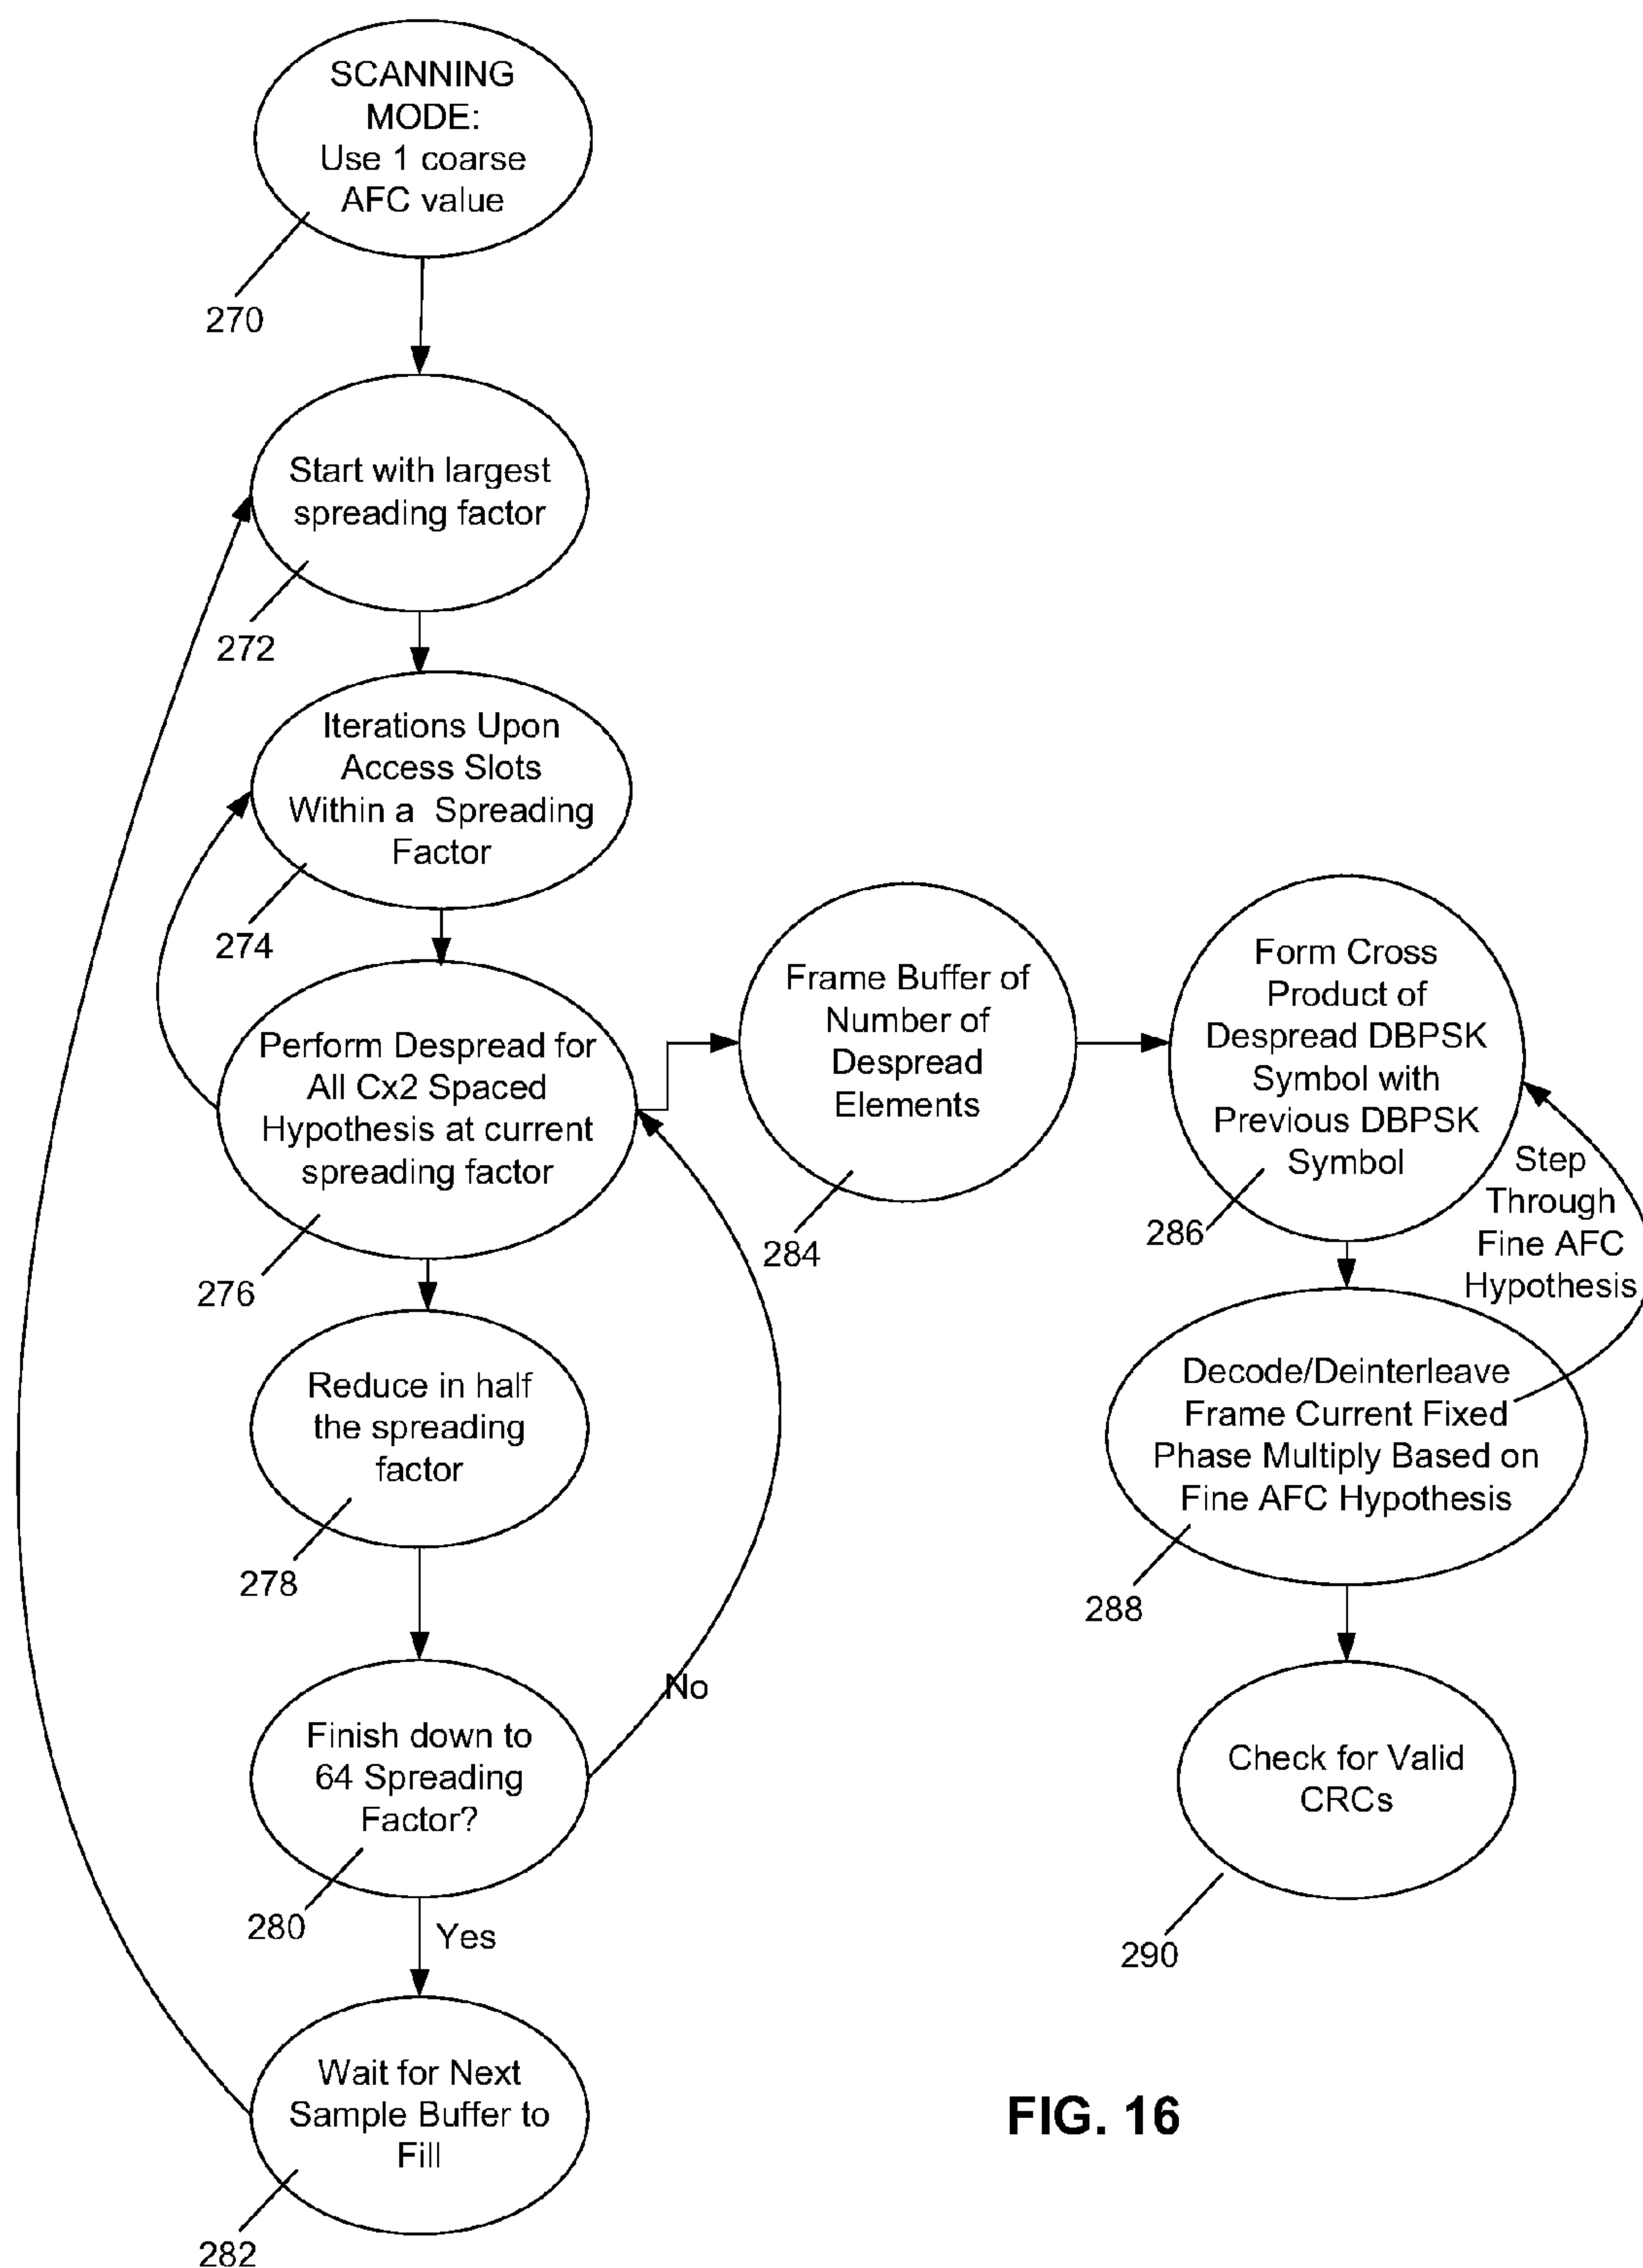 SCANNING
MODE:
Use 1 coarse
AFC value
270
Start with largest
spreading factor
272
Iterations Upon
Access Slots
Within a Spreading
Factor
274
Perform Despread for
All Cx2 Spaced
Hypothesis at current
spreading factor
276
Reduce in half
the spreading
factor
278
Finish down to
64 Spreading
Factor?
280
No
Yes
Wait for Next
Sample Buffer to
Fill
282
Frame Buffer of
Number of
Despread
Elements
284
Form Cross
Product of
Despread DBPSK
Symbol with
Previous DBPSK
Symbol
286
Step
Through
Fine AFC
Hypothesis
Decode/Deinterleave
Frame Current Fixed
Phase Multiply Based on
Fine AFC Hypothesis
288
Check for Valid
CRCs
290
FIG. 16